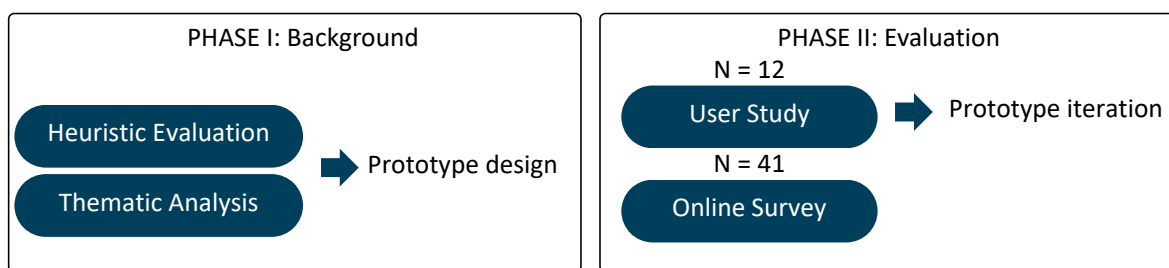 PHASE I: Background
Heuristic Evaluation
Thematic Analysis
Prototype design
PHASE II: Evaluation
N = 12
User Study
Prototype iteration
N = 41
Online Survey